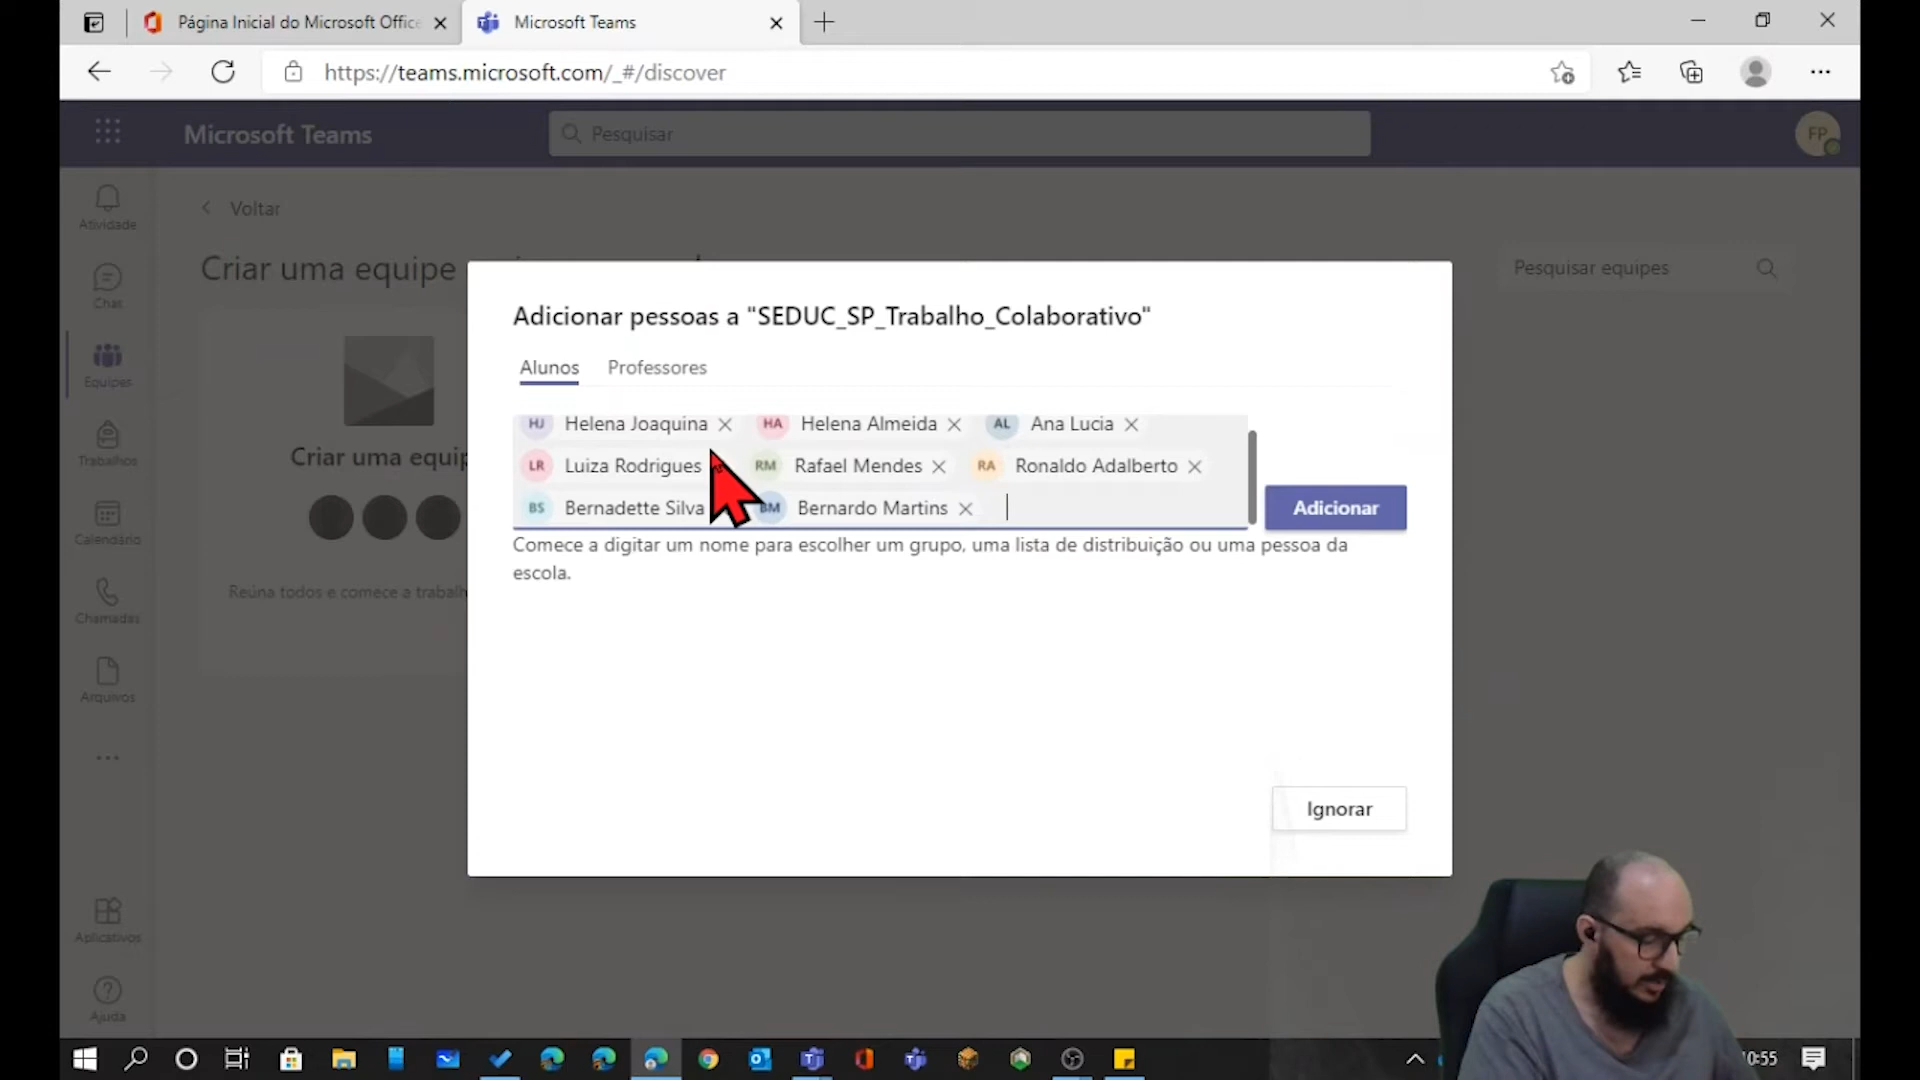 Página Inicial do Microsoft Office
Microsoft Teams
https://teams.microsoft.com/_#/discover
Microsoft Teams
Pesquisar
FP
Atividade
Chat
Equipes
Trabalhos
Calendário
Chamadas
Arquivos
Aplicativos
Ajuda
Voltar
Criar uma equipe
Pesquisar equipes
Criar uma equip
Reúna todos e comece a trabalh
Adicionar pessoas a "SEDUC_SP_Trabalho_Colaborativo"
Alunos Professores
HJ Helena Joaquina HA Helena Almeida AL Ana Lucia
LR Luiza Rodrigues RM Rafael Mendes RA Ronaldo Adalberto
BS Bernadette Silva BM Bernardo Martins
Adicionar
Comece a digitar um nome para escolher um grupo, uma lista de distribuição ou uma pessoa da
escola.
Ignorar
10:55